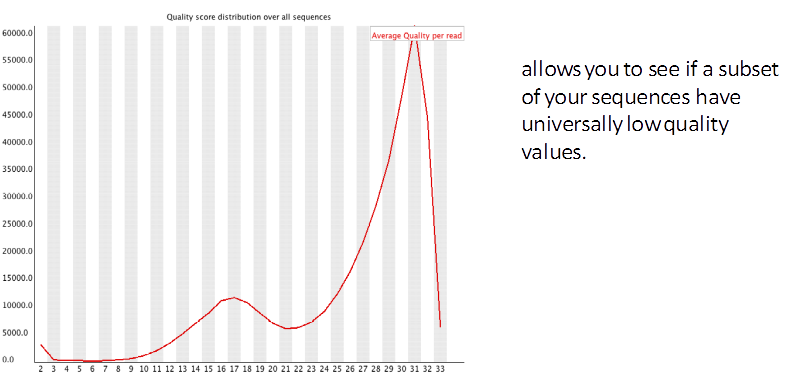 Quality score distribution over all sequences
Average Quality per read
60000.0
55000.0
50000.0
45000.0
40000.0
35000.0
30000.0
25000.0
20000.0
15000.0
10000.0
5000.0
0.0
2 3 4 5 6 7 8 9 10 11 12 13 14 15 16 17 18 19 20 21 22 23 24 25 26 27 28 29 30 31 32 33
allows you to see if a subset
of your sequences have
universally low quality
values.